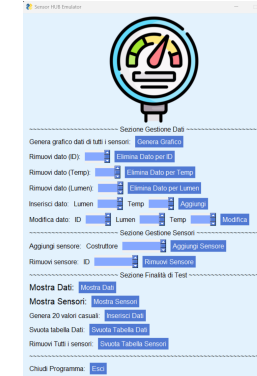 Sensor HUB Emulator
Sezione Gestione Dati
Genera grafico dati di tutti i sensori: Genera Grafico
Rimuovi dato (ID): Elimina Dato per ID
Rimuovi dato (Temp): Elimina Dato per Temp
Rimuovi dato (Lumen): Elimina Dato per Lumen
Inserisci dato: Lumen Temp Aggiungi
Modifica dato: ID Lumen Temp Modifica
Sezione Gestione Sensori
Aggiungi sensore: Costruttore Aggiungi Sensore
Rimuovi sensore: ID Rimuovi Sensore
Sezione Finalità di Test
Mostra Dati: Mostra Dati
Mostra Sensori: Mostra Sensori
Genera 20 valori casuali: Inserisci Dati
Svuota tabella Dati: Svuota Tabella Dati
Rimuovi Tutti i sensori: Svuota Tabella Sensori
Chiudi Programma: Esci